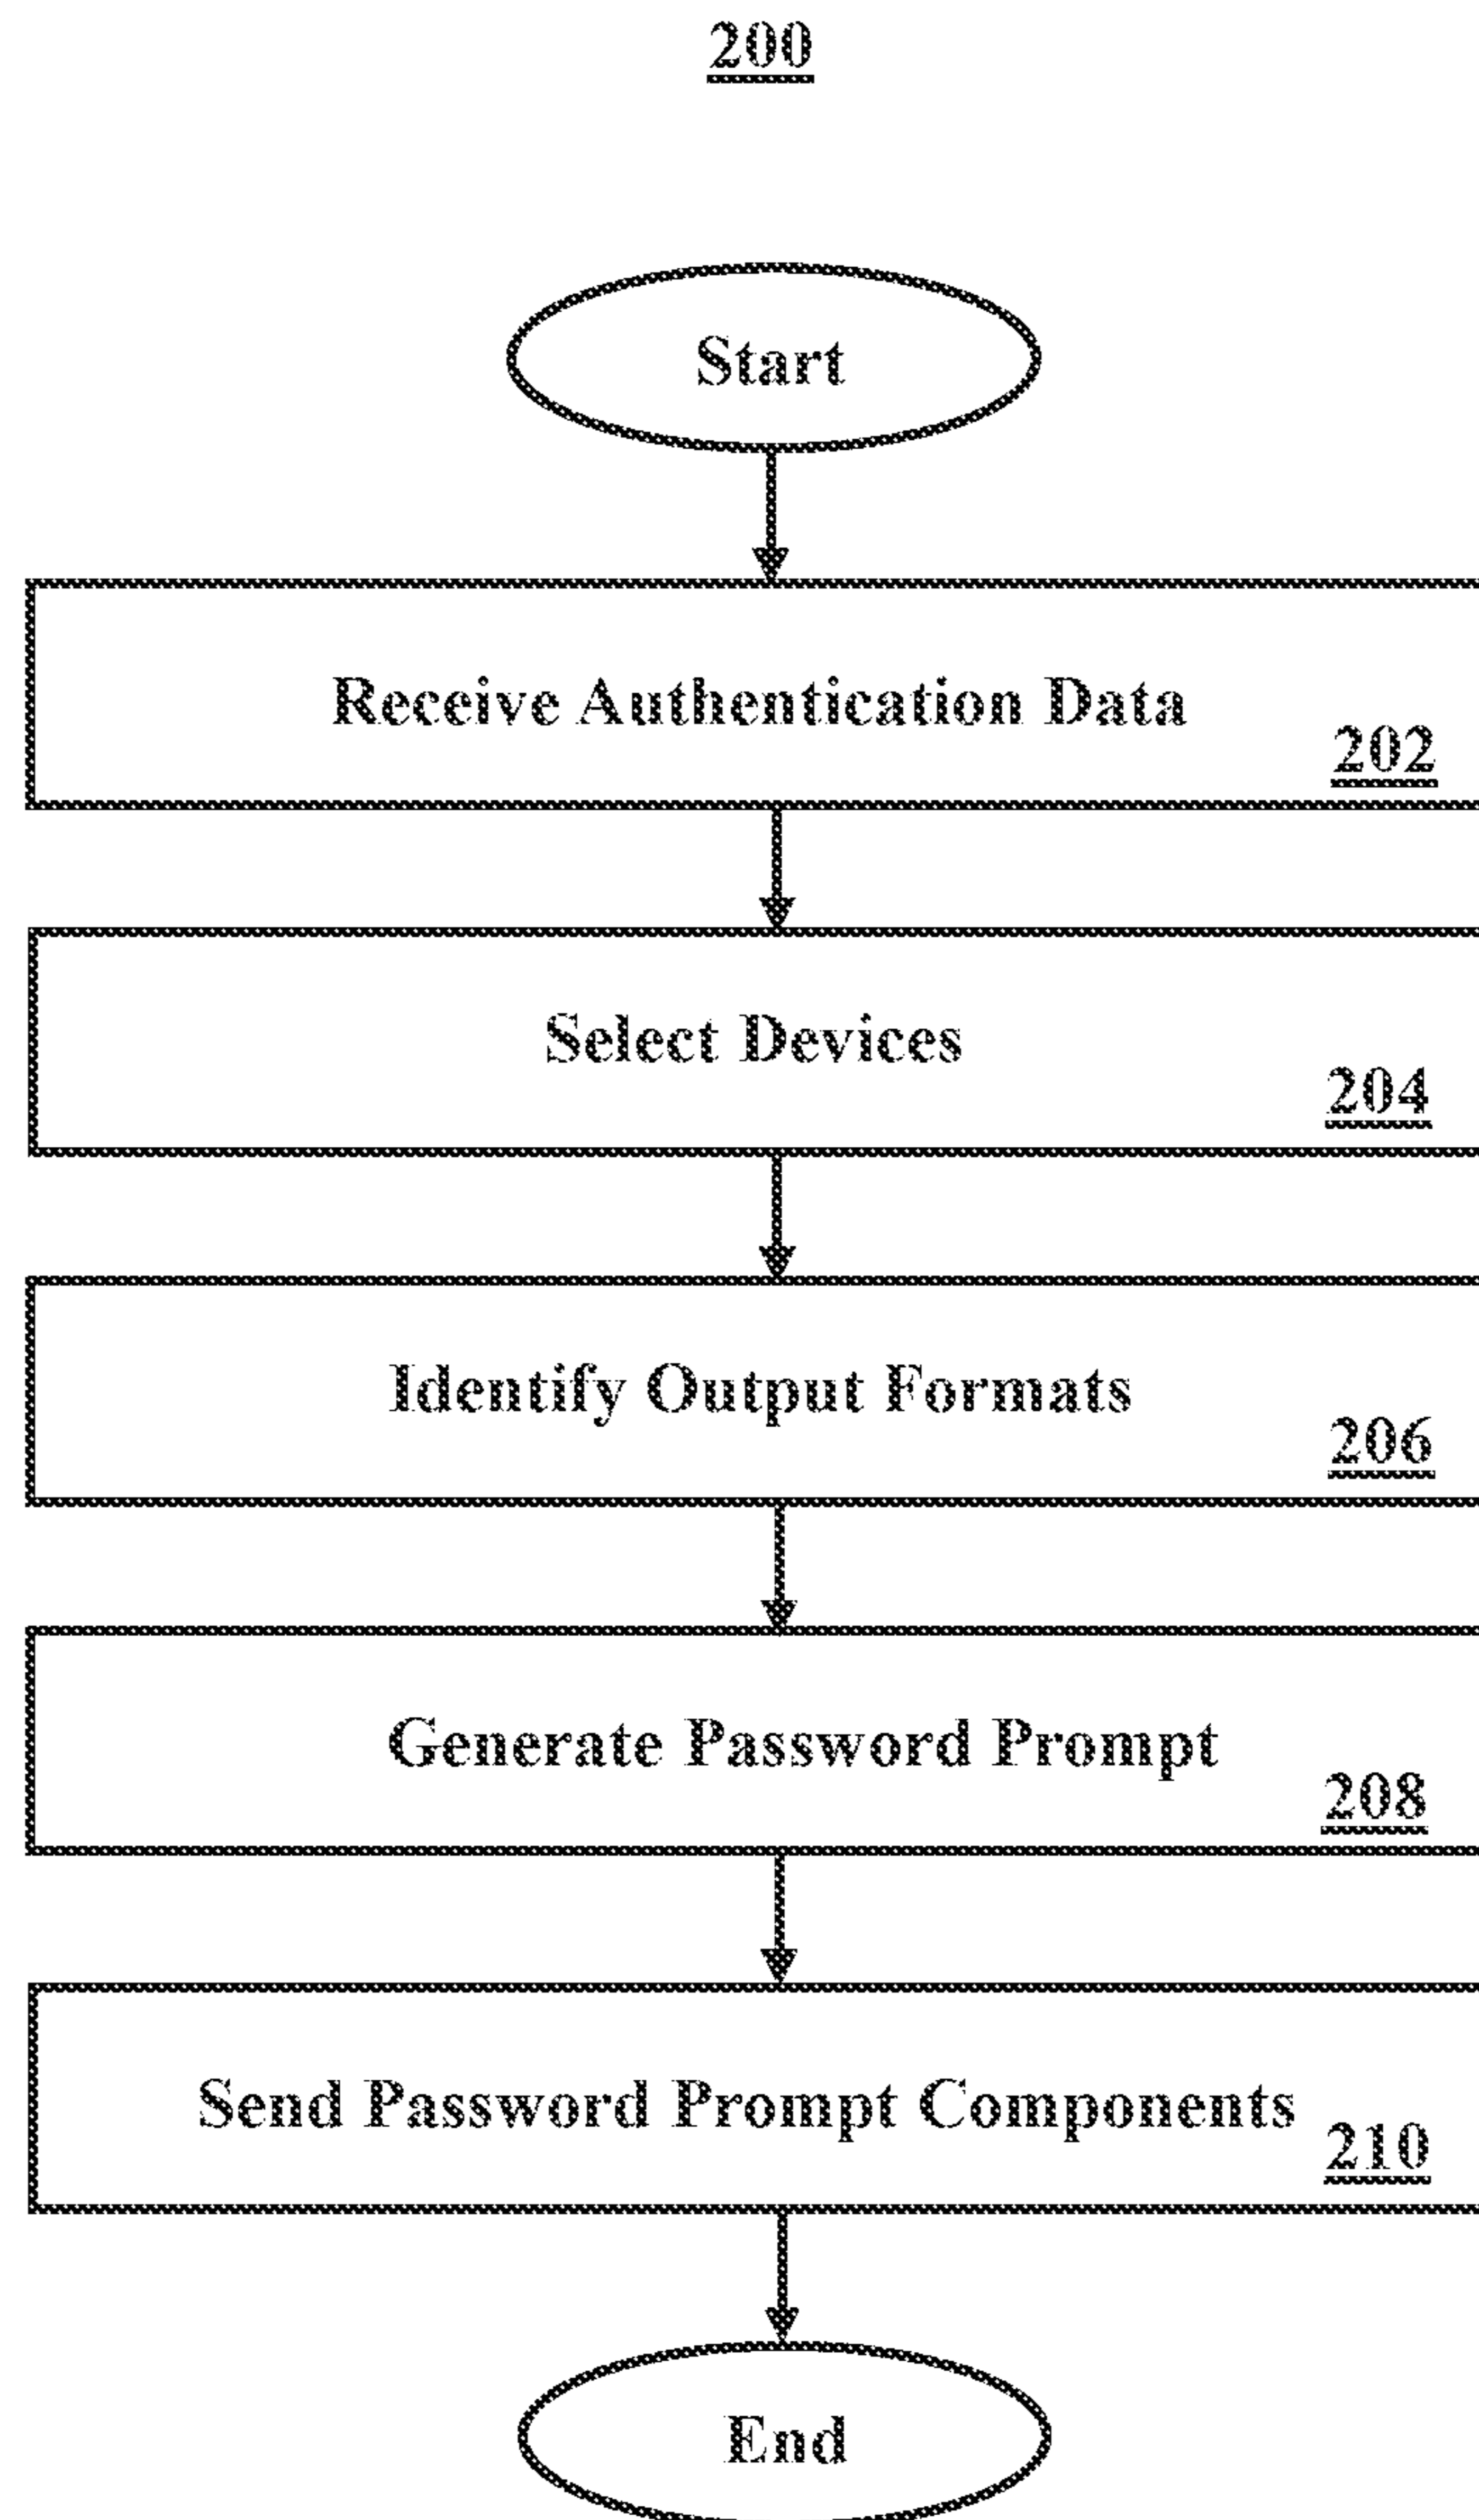 200
Start
Receive Authentication Data
202
Select Devices
204
Identify Output Formats
206
Generate Password Prompt
208
Send Password Prompt Components
210
End